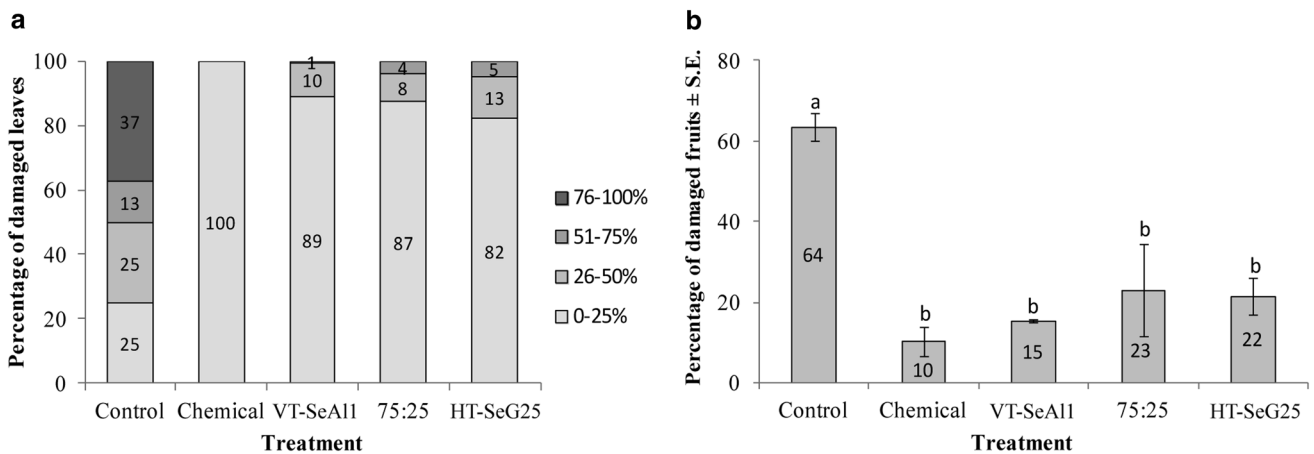 a
Percentage of damaged leaves
100
80
60
40
20
0
37
13
25
25
100
1
10
89
4
8
87
5
13
82
Control Chemical VT-SeAl1 75:25 HT-SeG25
Treatment
76-100%
51-75%
26-50%
0-25%
b
Percentage of damaged fruits ± S.E.
80
60
40
20
0
a
64
b
10
b
15
b
23
b
22
Control Chemical VT-SeAl1 75:25 HT-SeG25
Treatment